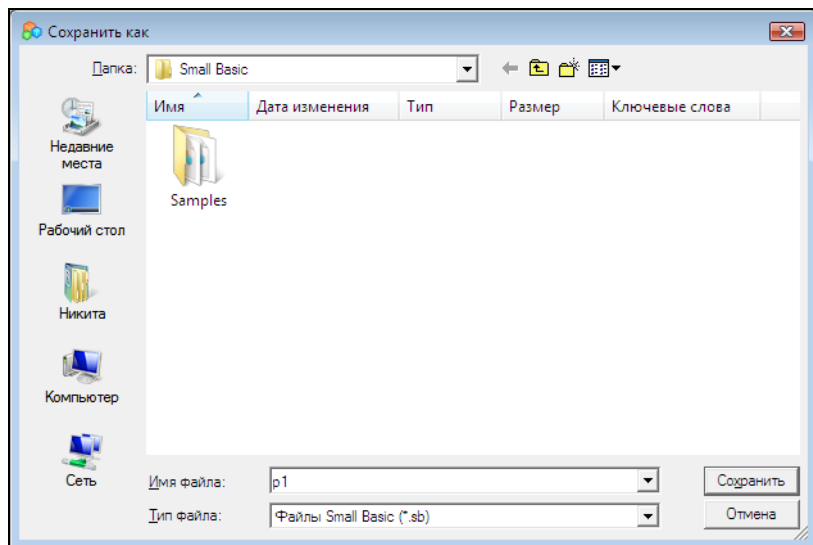 Сохранить как
Папка: Small Basic
Имя Дата изменения Тип Размер Ключевые слова
Недавние
места
Samples
Рабочий стол
Никита
Компьютер
Сеть
Имя файла: p1 Сохранить
Тип файла: Файлы Small Basic (*.sb) Отмена